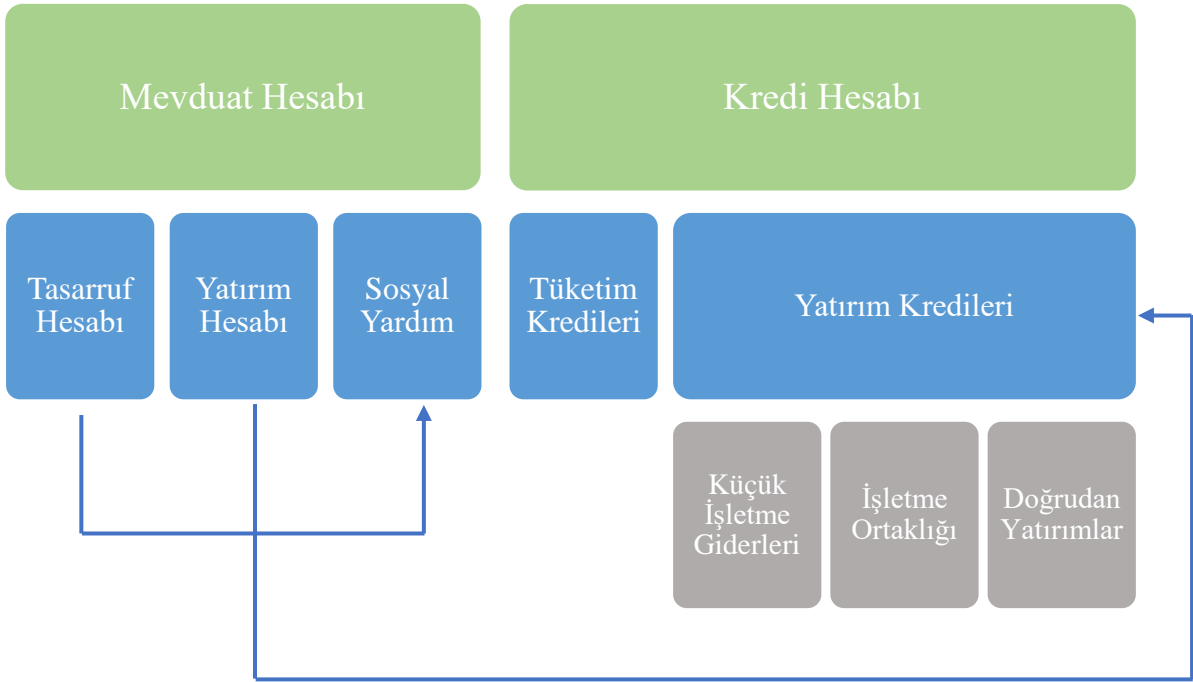 Mevduat Hesabı
Kredi Hesabı
Tasarruf
Hesabı
Yatırım
Hesabı
Sosyal
Yardım
Tüketim
Kredileri
Yatırım Kredileri
Küçük
İşletme
Giderleri
İşletme
Ortaklığı
Doğrudan
Yatırımlar